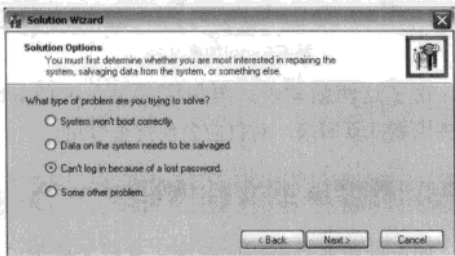 Solution Wizard
Solution Options
You must first determine whether you are most interested in repairing the
system, salvaging data from the system, or something else.
What type of problem are you trying to solve?
System won't boot correctly.
Data on the system needs to be salvaged.
Can't log in because of a lost password.
Some other problem.
< Back Next > Cancel